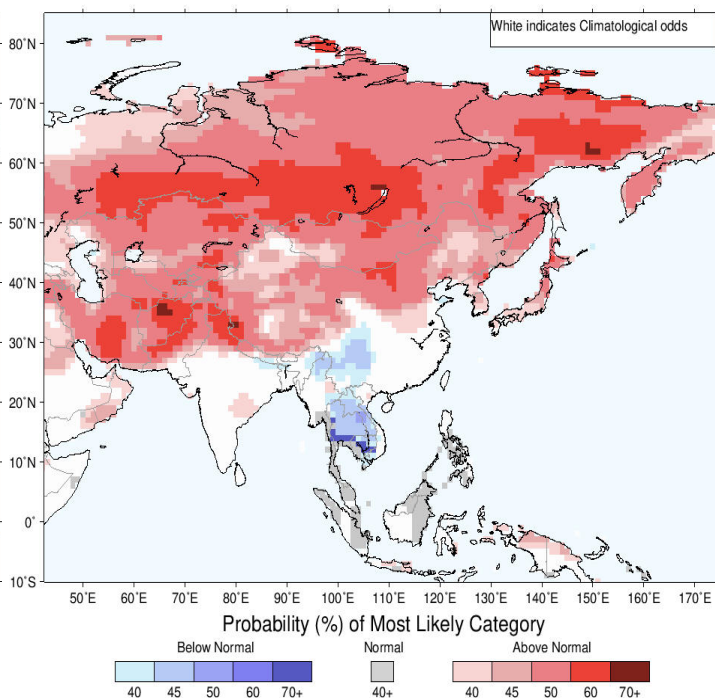 White indicates Climatological odds
80°N
70°N
60°N
50°N
40°N
30°N
20°N
10°N
0°
10°S
50°E 60°E 70°E 80°E 90°E 100°E 110°E 120°E 130°E 140°E 150°E 160°E 170°E
Probability (%) of Most Likely Category
Below Normal Normal Above Normal
40 45 50 60 70+ 40+ 40 45 50 60 70+